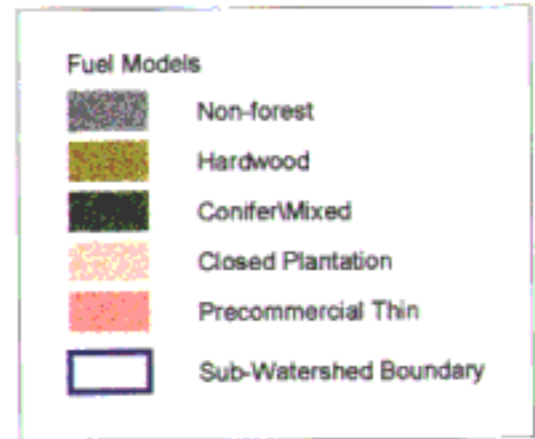 Fuel Models
Non-forest
Hardwood
Conifer\Mixed
Closed Plantation
Precommercial Thin
Sub-Watershed Boundary